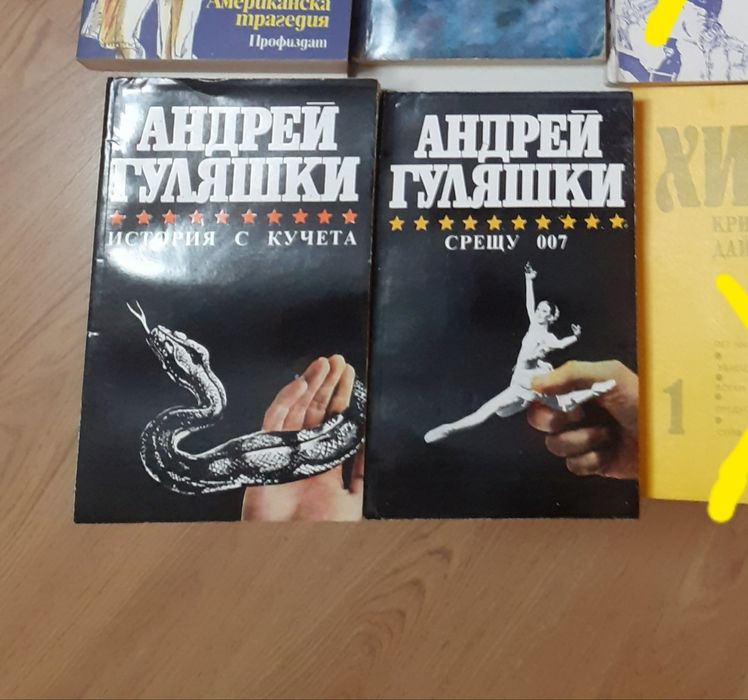 Американска
трагедия
Профиздат
АНДРЕЙ
ГУЛЯШКИ
ИСТОРИЯ С КУЧЕТА
АНДРЕЙ
ГУЛЯШКИ
СРЕЩУ 007
1